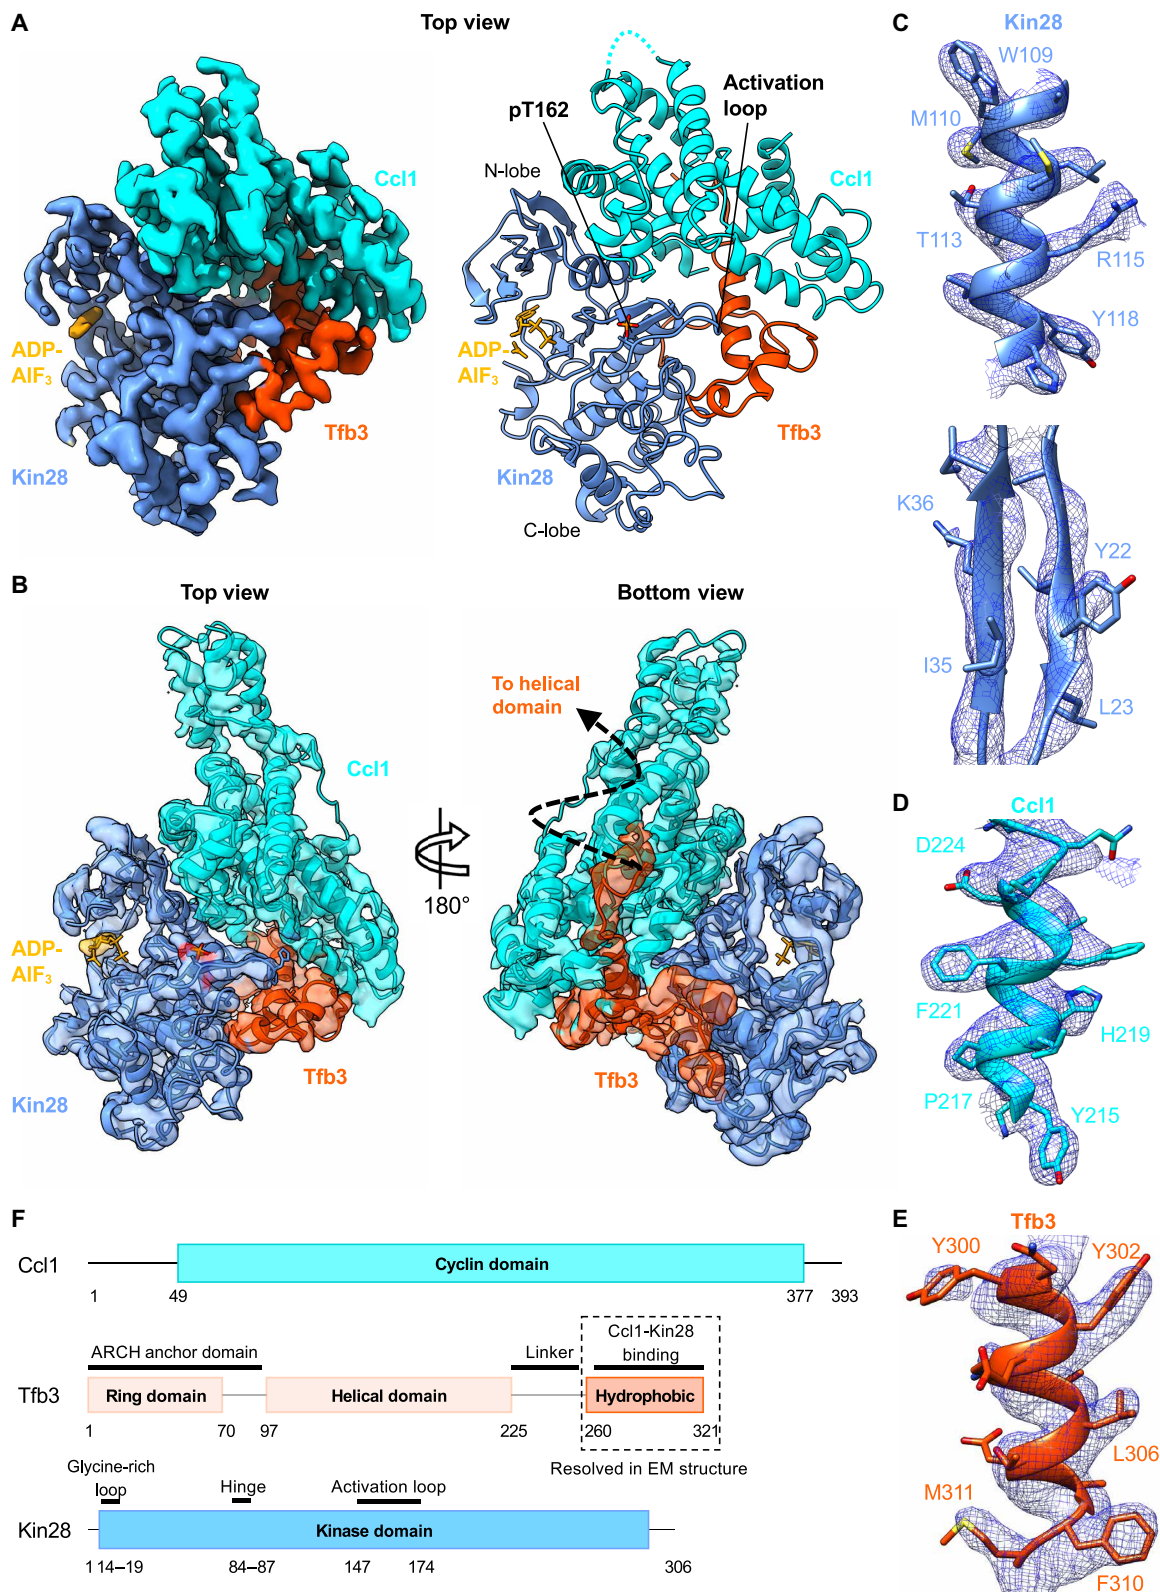 A
Top view
Ccl1
ADP-
AlF₃
Tfb3
Kin28
pT162
Activation
loop
N-lobe
Ccl1
ADP-
AlF₃
Tfb3
Kin28
C-lobe
B
Top view
Ccl1
ADP-
AlF₃
Tfb3
Kin28
180°
Bottom view
To helical
domain
Tfb3
C
Kin28
W109
M110
T113
R115
Y118
K36
Y22
I35
L23
D
Ccl1
D224
F221
H219
P217
Y215
E
Tfb3
Y300
Y302
L306
M311
F310
F
Ccl1
Cyclin domain
1
49
377
393
ARCH anchor domain
Linker
Ccl1-Kin28
binding
Tfb3
Ring domain
Helical domain
Hydrophobic
1
70
97
225
260
321
Resolved in EM structure
Glycine-rich
loop
Hinge
Activation loop
Kin28
Kinase domain
1
14–19
84–87
147
174
306